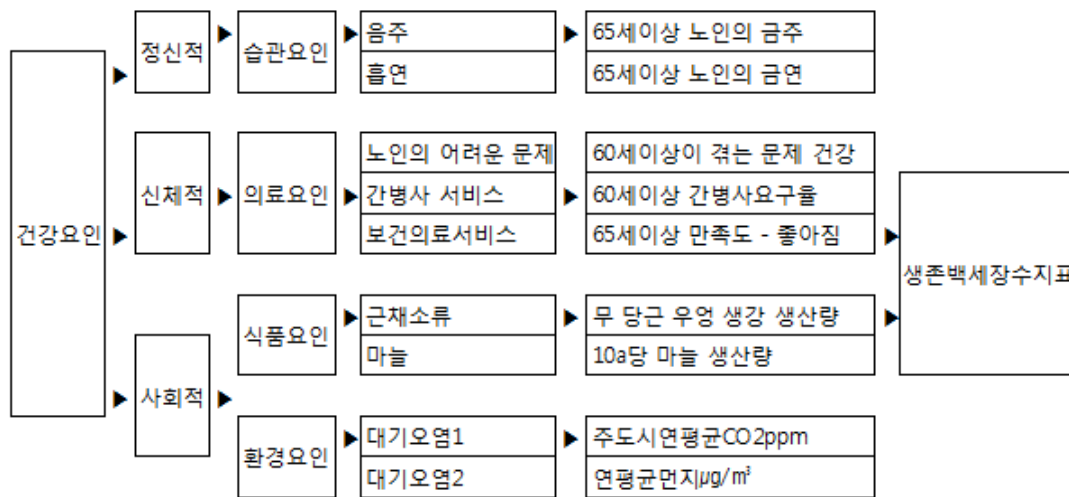 건강요인
정신적
습관요인
음주
65세이상 노인의 금주
흡연
65세이상 노인의 금연
신체적
의료요인
노인의 어려운 문제
60세이상이 겪는 문제 건강
간병사 서비스
60세이상 간병사요구율
보건의료서비스
65세이상 만족도 - 좋아짐
사회적
식품요인
근채소류
무 당근 우엉 생강 생산량
마늘
10a당 마늘 생산량
환경요인
대기오염1
주도시연평균CO2ppm
대기오염2
연평균먼지μg/㎥
생존백세장수지표